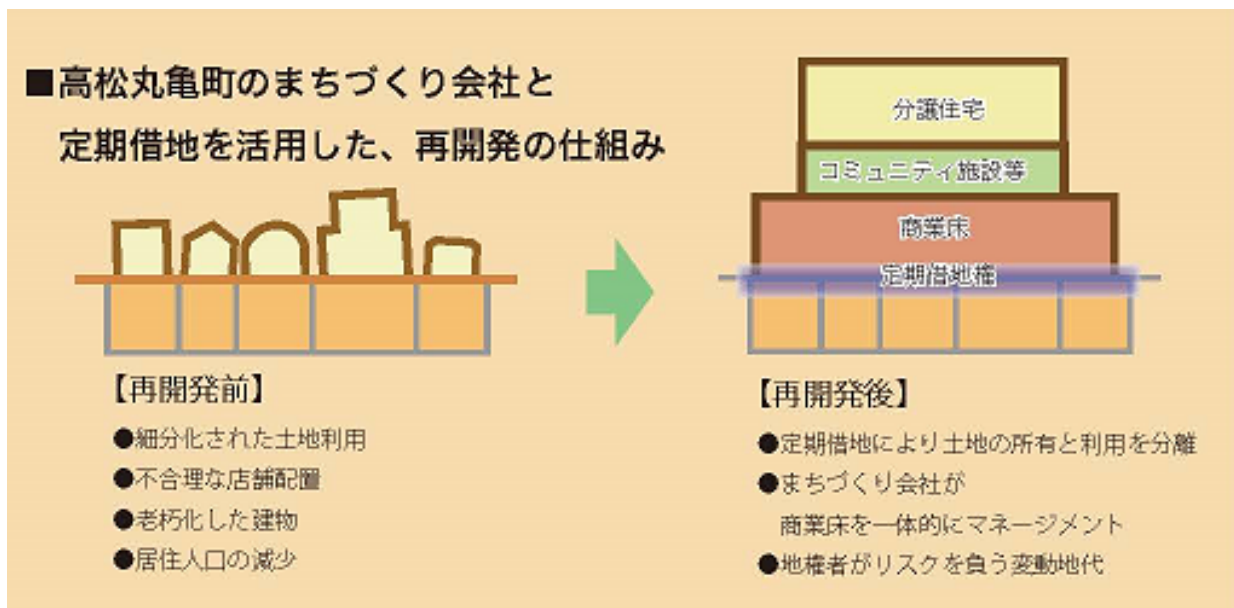 ■高松丸亀町のまちづくり会社と
定期借地を活用した、再開発の仕組み
分譲住宅
コミュニティ施設等
商業床
定期借地権
【再開発前】
●細分化された土地利用
●不合理な店舗配置
●老朽化した建物
●居住人口の減少
【再開発後】
●定期借地により土地の所有と利用を分離
●まちづくり会社が
商業床を一体的にマネージメント
●地権者がリスクを負う変動地代